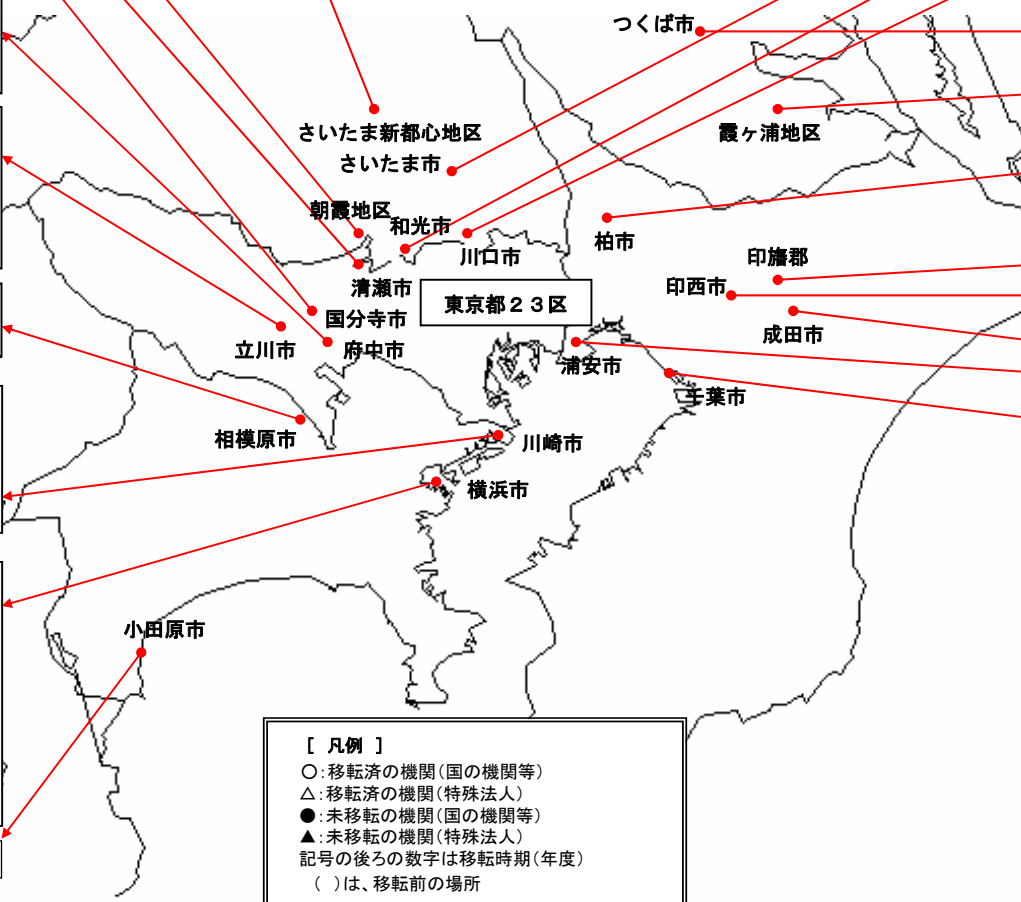 つくば市
さいたま新都心地区
霞ヶ浦地区
さいたま市
朝霞地区
和光市
川口市
柏市
印旛郡
清瀬市
印西市
東京都２３区
国分寺市
成田市
立川市
府中市
浦安市
千葉市
相模原市
川崎市
横浜市
小田原市
［ 凡例 ］
○：移転済の機関（国の機関等）
△：移転済の機関（特殊法人）
●：未移転の機関（国の機関等）
▲：未移転の機関（特殊法人）
記号の後ろの数字は移転時期（年度）
（ ）は、移転前の場所